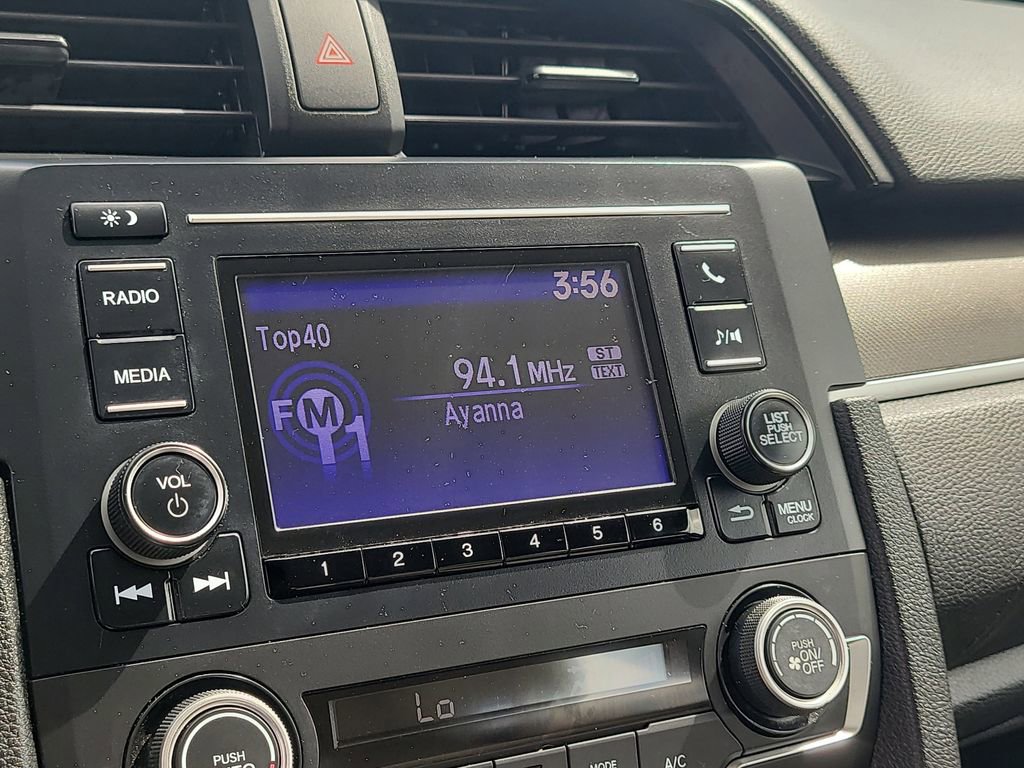 3:56
RADIO
MEDIA
Top40
94.1 MHz
ST
TEXT
FM
1
Ayanna
VOL
LIST
PUSH
SELECT
MENU
CLOCK
1 2 3 4 5 6
Lo
PUSH
ON/
OFF
PUSH
MODE
A/C